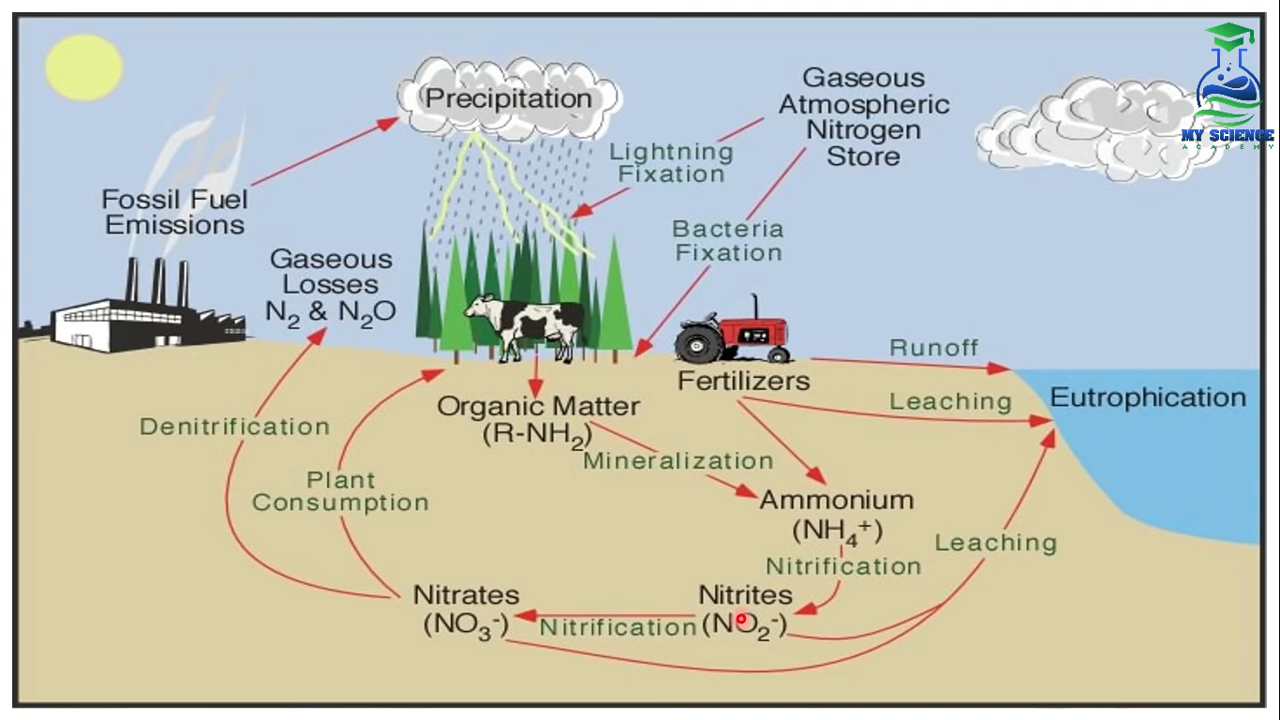 MY SCIENCE
ACADEMY
Precipitation
Gaseous
Atmospheric
Nitrogen
Store
Lightning
Fixation
Fossil Fuel
Emissions
Bacteria
Fixation
Gaseous
Losses
N₂ & N₂O
Runoff
Fertilizers
Eutrophication
Leaching
Organic Matter
(R-NH₂)
Denitrification
Mineralization
Plant
Consumption
Ammonium
(NH₄⁺)
Leaching
Nitrification
Nitrates
(NO₃⁻)
Nitrification
Nitrites
(NO₂⁻)